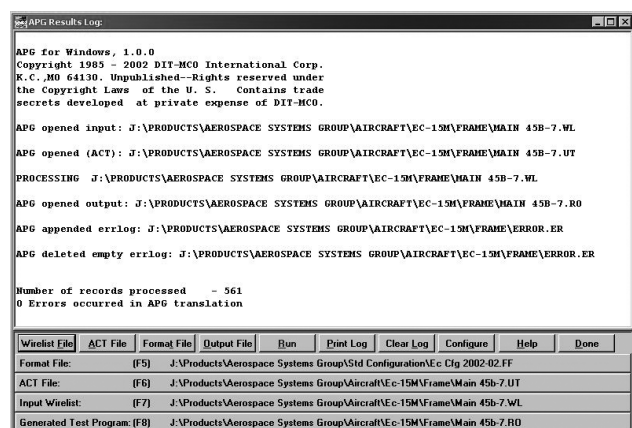 APG Results Log:
APG for Windows, 1.0.0
Copyright 1985 - 2002 DIT-MCO International Corp.
K.C.,MO 64130. Unpublished--Rights reserved under
the Copyright Laws of the U. S. Contains trade
secrets developed at private expense of DIT-MCO.
APG opened input: J:\PRODUCTS\AEROSPACE SYSTEMS GROUP\AIRCRAFT\EC-15M\FRAME\MAIN 45B-7.WL
APG opened (ACT): J:\PRODUCTS\AEROSPACE SYSTEMS GROUP\AIRCRAFT\EC-15M\FRAME\MAIN 45B-7.UT
PROCESSING J:\PRODUCTS\AEROSPACE SYSTEMS GROUP\AIRCRAFT\EC-15M\FRAME\MAIN 45B-7.WL
APG opened output: J:\PRODUCTS\AEROSPACE SYSTEMS GROUP\AIRCRAFT\EC-15M\FRAME\MAIN 45B-7.RO
APG appended errlog: J:\PRODUCTS\AEROSPACE SYSTEMS GROUP\AIRCRAFT\EC-15M\FRAME\ERROR.ER
APG deleted empty errlog: J:\PRODUCTS\AEROSPACE SYSTEMS GROUP\AIRCRAFT\EC-15M\FRAME\ERROR.ER
Number of records processed - 561
0 Errors occurred in APG translation
Wirelist File ACT File Format File Output File Run Print Log Clear Log Configure Help Done
Format File: (F5) J:\Products\Aerospace Systems Group\Std Configuration\Ec Cfg 2002-02.FF
ACT File: (F6) J:\Products\Aerospace Systems Group\Aircraft\Ec-15M\Frame\Main 45b-7.UT
Input Wirelist: (F7) J:\Products\Aerospace Systems Group\Aircraft\Ec-15M\Frame\Main 45b-7.WL
Generated Test Program: (F8) J:\Products\Aerospace Systems Group\Aircraft\Ec-15M\Frame\Main 45b-7.RO